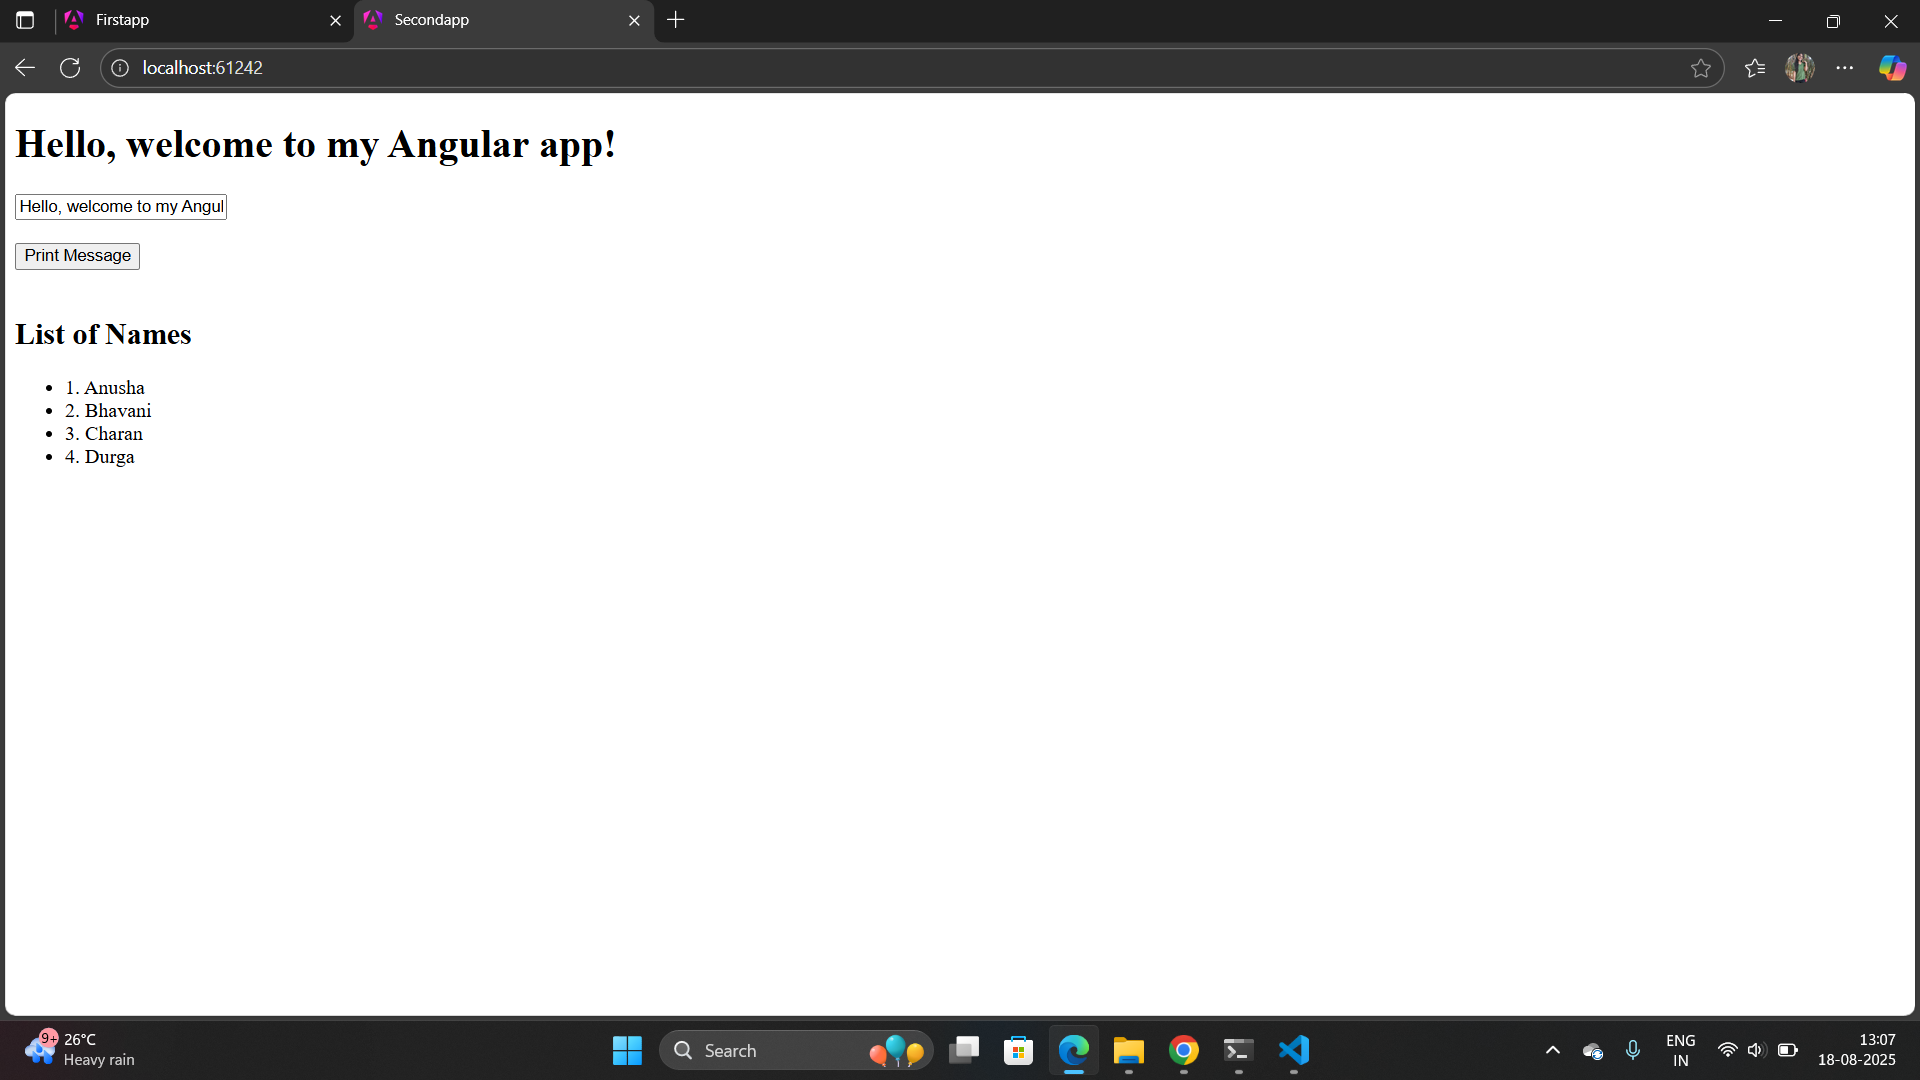 Firstapp
Secondapp
localhost:61242
Hello, welcome to my Angular app!
Hello, welcome to my Angul
Print Message
List of Names
1. Anusha
2. Bhavani
3. Charan
4. Durga
9+
26°C
Heavy rain
Search
ENG
IN
13:07
18-08-2025